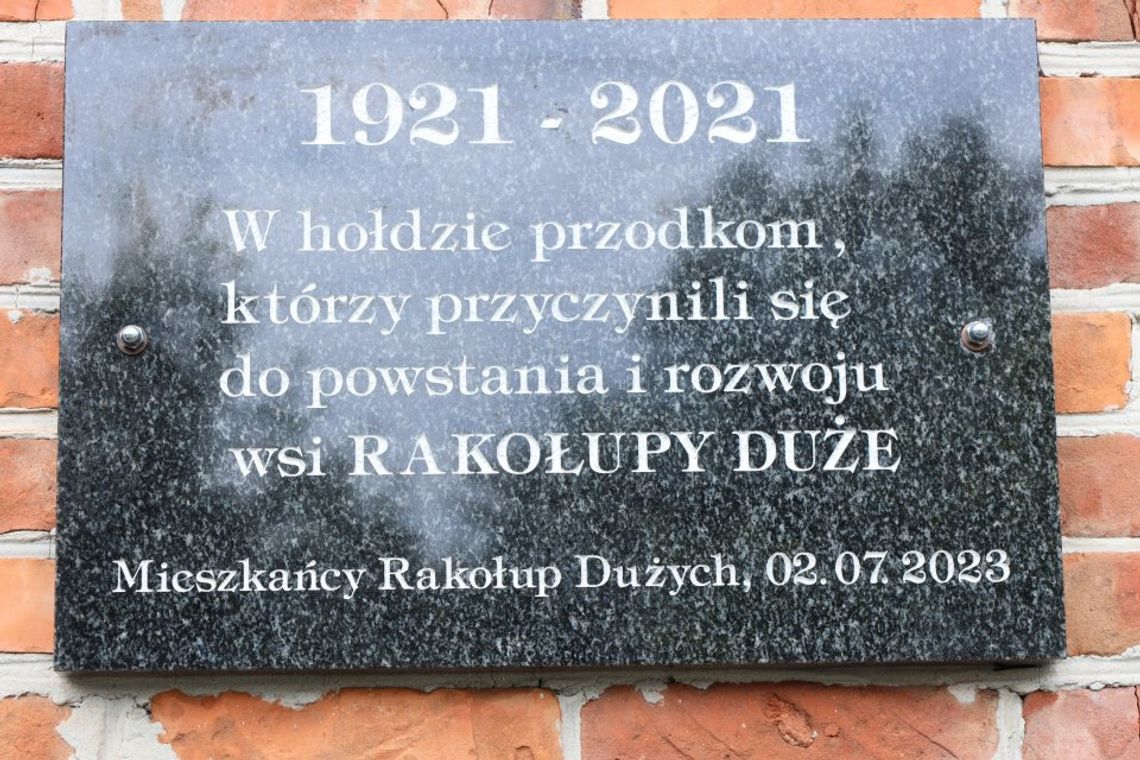 1921 - 2021
W hołdzie przodkom,
którzy przyczynili się
do powstania i rozwoju
wsi RAKOŁUPY DUŻE
Mieszkańcy Rakołup Dużych, 02.07.2023